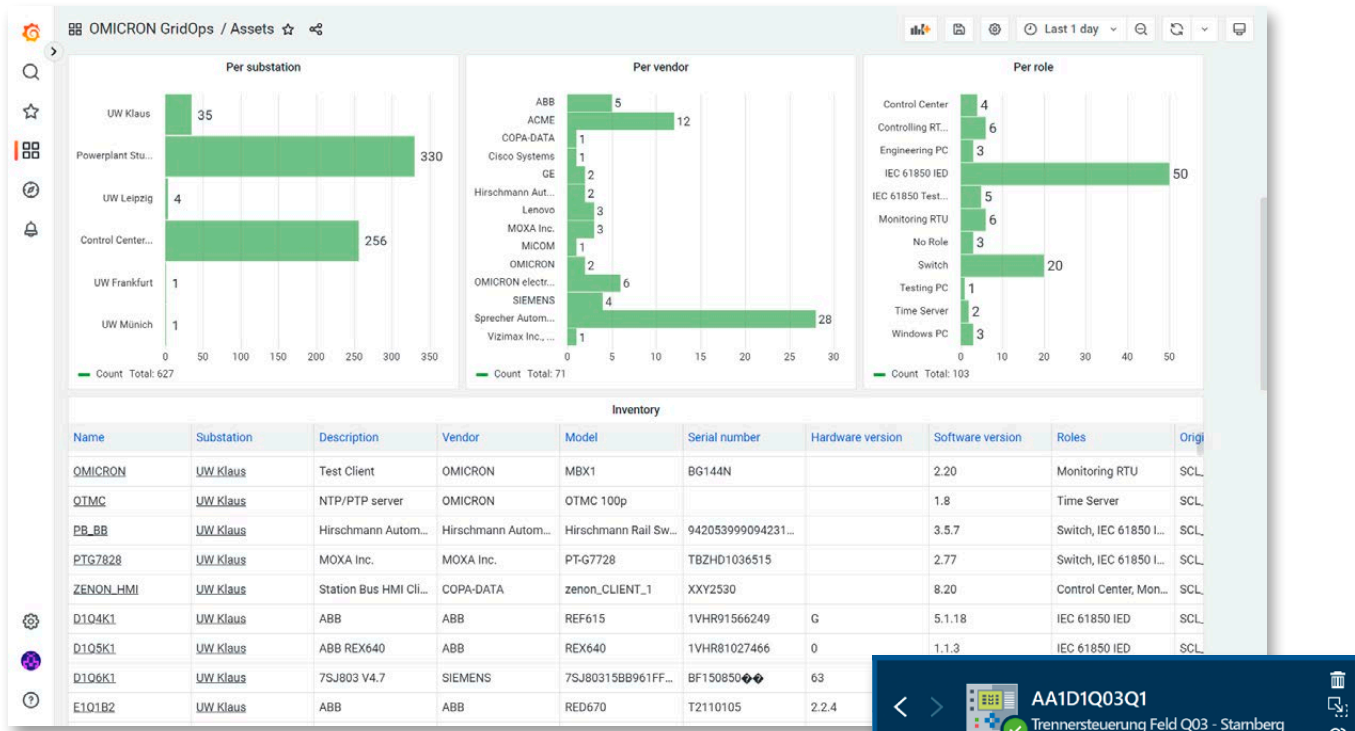 OMICRON GridOps / Assets
Last 1 day
Per substation
UW Klaus 35
Powerplant Stu... 330
UW Leipzig 4
Control Center... 256
UW Frankfurt 1
UW Münich 1
0 50 100 150 200 250 300 350
Count Total: 627
Per vendor
ABB 5
ACME 12
COPA-DATA 1
Cisco Systems 1
GE 2
Hirschmann Aut... 2
Lenovo 3
MOXA Inc. 3
MiCOM 1
OMICRON 2
OMICRON electr... 6
SIEMENS 4
Sprecher Autom... 28
Vizimax Inc., ... 1
0 5 10 15 20 25 30
Count Total: 71
Per role
Control Center 4
Controlling RT... 6
Engineering PC 3
IEC 61850 IED 50
IEC 61850 Test... 5
Monitoring RTU 6
No Role 3
Switch 20
Testing PC 1
Time Server 2
Windows PC 3
0 10 20 30 40 50
Count Total: 103
Inventory
Name Substation Description Vendor Model Serial number Hardware version Software version Roles Origi
OMICRON UW Klaus Test Client OMICRON MBX1 BG144N 2.20 Monitoring RTU SCL_
OTMC UW Klaus NTP/PTP server OMICRON OTMC 100p 1.8 Time Server SCL_
PB_BB UW Klaus Hirschmann Autom... Hirschmann Autom... Hirschmann Rail Sw... 942053999094231... 3.5.7 Switch, IEC 61850 I... SCL_
PTG7828 UW Klaus MOXA Inc. MOXA Inc. PT-G7728 TBZHD1036515 2.77 Switch, IEC 61850 I... SCL_
ZENON_HMI UW Klaus Station Bus HMI Cli... COPA-DATA zenon_CLIENT_1 XXY2530 8.20 Control Center, Mon... SCL_
D1Q4K1 UW Klaus ABB ABB REF615 1VHR91566249 G 5.1.18 IEC 61850 IED SCL_
D1Q5K1 UW Klaus ABB REX640 ABB REX640 1VHR81027466 0 1.1.3 IEC 61850 IED SCL_
D1Q6K1 UW Klaus 7SJ803 V4.7 SIEMENS 7SJ80315BB961FF... BF150850�� 63
E1Q1B2 UW Klaus ABB ABB RED670 T2110105 2.2.4
AA1D1Q03Q1
Trennersteuerung Feld Q03 - Stamberg